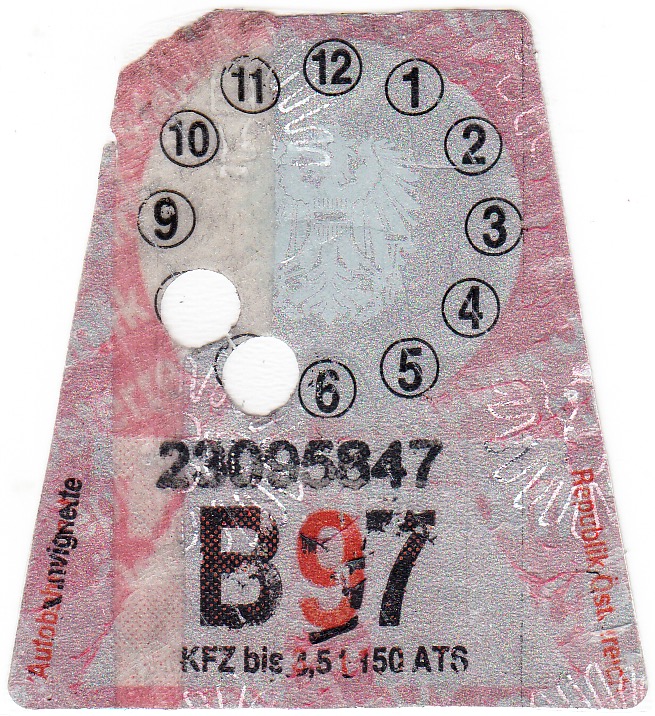 12
11
1
10
2
9
3
4
5
6
23095847
B97
KFZ bis 3,5 t 150 ATS
Autobahnvignette
Republik Österreich